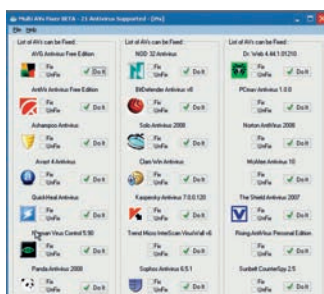 Multi AVs Fixer BETA - 21 Antivirus Supported - [Mx]
File Help
List of AVs can be Fixed :
AVG Antivirus Free Edition
Fix
UnFix
Do It
AntiVir Antivirus Free Edition
Fix
UnFix
Do It
Ashampoo Antivirus
Fix
UnFix
Do It
Avast 4 Antivirus
Fix
UnFix
Do It
QuickHeal Antivirus
Fix
UnFix
Do It
Norman Virus Control 5.90
Fix
UnFix
Do It
Panda Antivirus 2008
Fix
UnFix
Do It
List of AVs can be Fixed :
NOD 32 Antivirus
Fix
UnFix
Do It
BitDefender Antivirus v8
Fix
UnFix
Do It
Solo Antivirus 2008
Fix
UnFix
Do It
Clam Win Antivirus
Fix
UnFix
Do It
Kaspersky Antivirus 7.0.0.120
Fix
UnFix
Do It
Trend Micro InterScan VirusWall v6
Fix
UnFix
Do It
Sophos Antivirus 6.5.1
Fix
UnFix
Do It
List of AVs can be Fixed :
Dr. Web 4.44.1.01210
Fix
UnFix
Do It
PCmav Antivirus 1.0.0
Fix
UnFix
Do It
Norton AntiVirus 2008
Fix
UnFix
Do It
McAfee Antivirus 10
Fix
UnFix
Do It
The Shield Antivirus 2007
Fix
UnFix
Do It
Rising AntiVirus Personal Edition
Fix
UnFix
Do It
Sunbelt CounterSpy 2.5
Fix
UnFix
Do It